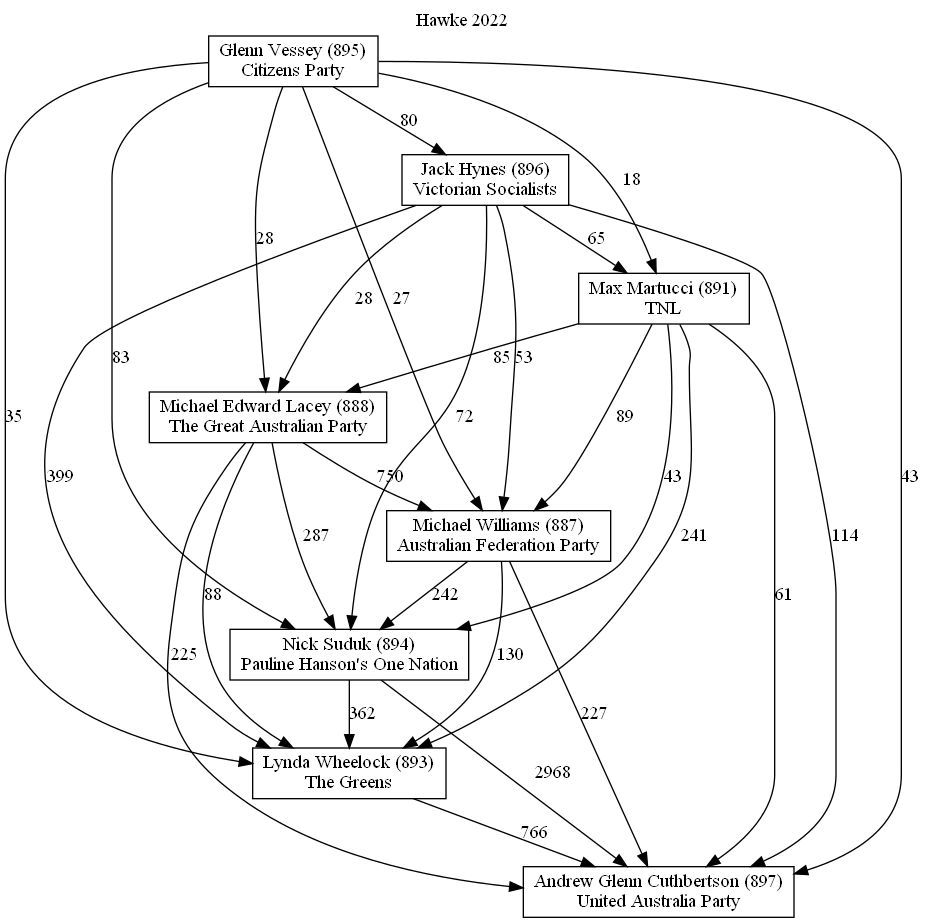 Hawke 2022
Glenn Vessey (895)
Citizens Party
80
Jack Hynes (896)
Victorian Socialists
18
28
65
Max Martucci (891)
TNL
28
27
83
85
53
Michael Edward Lacey (888)
The Great Australian Party
35
72
89
399
750
43
43
Michael Williams (887)
Australian Federation Party
287
241
114
88
242
61
Nick Suduk (894)
Pauline Hanson's One Nation
225
130
362
227
Lynda Wheelock (893)
The Greens
2968
766
Andrew Glenn Cuthbertson (897)
United Australia Party